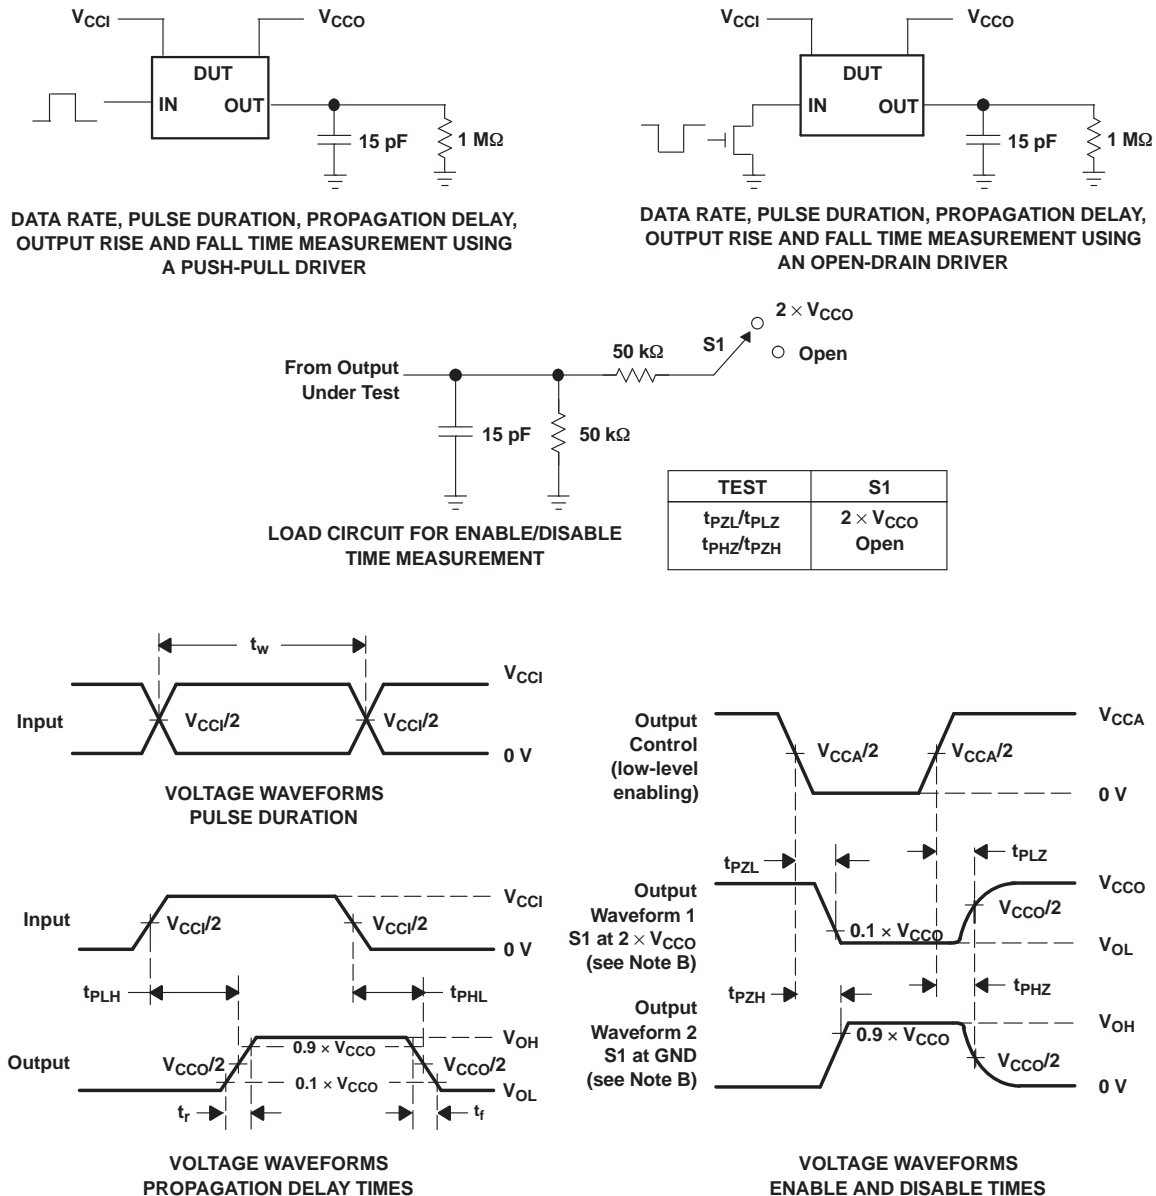 VCCI VCCO
DUT
IN OUT
15 pF 1 MΩ
DATA RATE, PULSE DURATION, PROPAGATION DELAY,
OUTPUT RISE AND FALL TIME MEASUREMENT USING
A PUSH-PULL DRIVER
VCCI VCCO
DUT
IN OUT
15 pF 1 MΩ
DATA RATE, PULSE DURATION, PROPAGATION DELAY,
OUTPUT RISE AND FALL TIME MEASUREMENT USING
AN OPEN-DRAIN DRIVER
2 × VCCO
S1
Open
50 kΩ
From Output
Under Test
15 pF 50 kΩ
LOAD CIRCUIT FOR ENABLE/DISABLE
TIME MEASUREMENT
TEST S1
tPZL/tPLZ 2 × VCCO
tPHZ/tPZH Open
tw
VCCI
Input VCCI/2 VCCI/2
0 V
VOLTAGE WAVEFORMS
PULSE DURATION
VCCI
Input VCCI/2 VCCI/2
0 V
tPLH tPHL
VOH
0.9 × VCCO
Output VCCO/2 VCCO/2
0.1 × VCCO
VOL
tr tf
VOLTAGE WAVEFORMS
PROPAGATION DELAY TIMES
VCCA
Output
Control
(low-level
enabling)
VCCA/2 VCCA/2
0 V
tPZL tPLZ
VCCO
Output
Waveform 1
S1 at 2 × VCCO
(see Note B)
VCCO/2
0.1 × VCCO
VOL
tPZH tPHZ
VOH
Output
Waveform 2
S1 at GND
(see Note B)
0.9 × VCCO
VCCO/2
0 V
VOLTAGE WAVEFORMS
ENABLE AND DISABLE TIMES